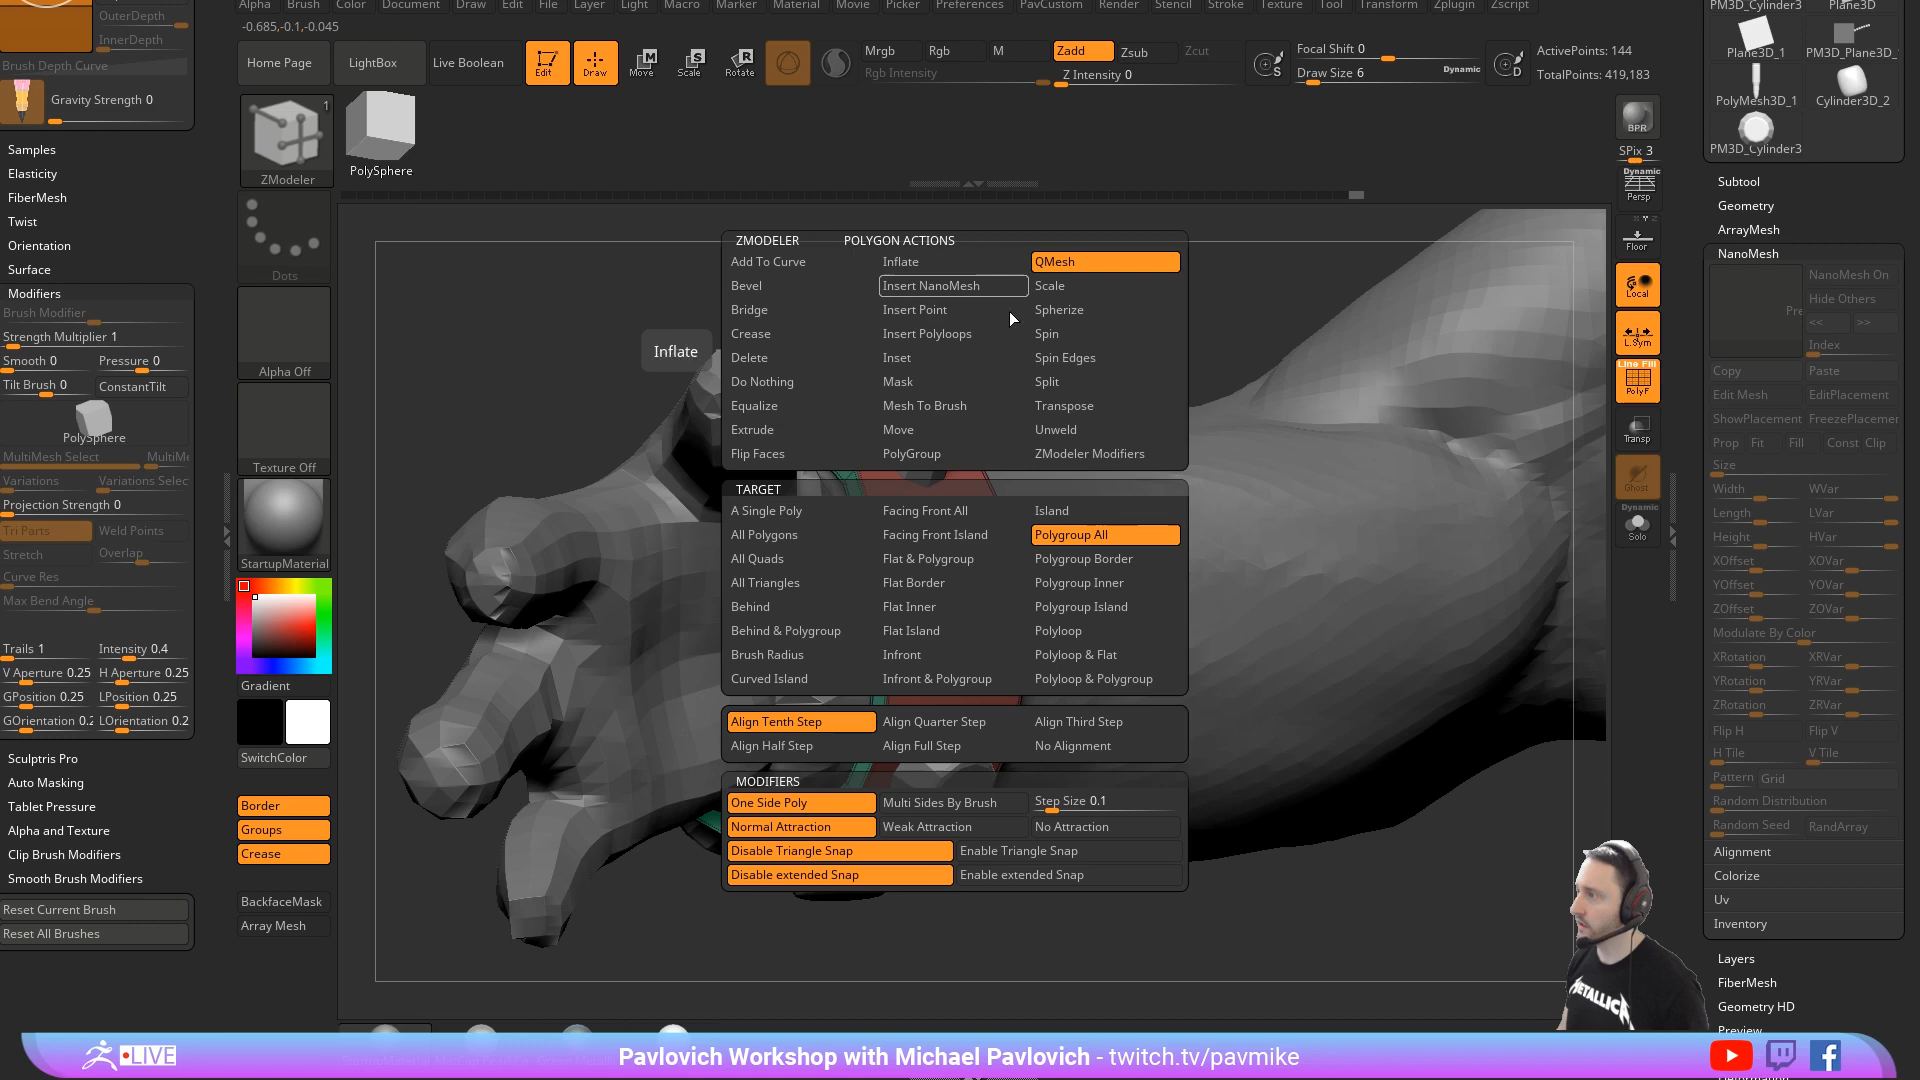 Alpha Brush Color Document Draw Edit File Layer Light Macro Marker Material Movie Picker Preferences PavCustom Render Stencil Stroke Texture Tool Transform Zplugin Zscript
-0.685,-0.1,-0.045
Home Page LightBox Live Boolean Edit Draw Move Scale Rotate
Mrgb Rgb M Zadd Zsub Zcut
Rgb Intensity Z Intensity 0
Focal Shift 0
Draw Size 6 Dynamic
ActivePoints: 144
TotalPoints: 419,183
OuterDepth
InnerDepth
Brush Depth Curve
Gravity Strength 0
Samples
Elasticity
FiberMesh
Twist
Orientation
Surface
Modifiers
Brush Modifier
Strength Multiplier 1
Smooth 0 Pressure 0
Tilt Brush 0 ConstantTilt
PolySphere
MultiMesh Select MultiMe
Variations Variations Selec
Projection Strength 0
Tri Parts Weld Points
Stretch Overlap
Curve Res
Max Bend Angle
Trails 1 Intensity 0.4
V Aperture 0.25 H Aperture 0.25
GPosition 0.25 LPosition 0.25
GOrientation 0.2 LOrientation 0.2
Sculptris Pro
Auto Masking
Tablet Pressure
Alpha and Texture
Clip Brush Modifiers
Smooth Brush Modifiers
Reset Current Brush
Reset All Brushes
1
ZModeler
PolySphere
Dots
Alpha Off
Texture Off
StartupMaterial
Gradient
SwitchColor
Border
Groups
Crease
BackfaceMask
Array Mesh
Inflate
ZMODELER POLYGON ACTIONS
Add To Curve Inflate QMesh
Bevel Insert NanoMesh Scale
Bridge Insert Point Spherize
Crease Insert Polyloops Spin
Delete Inset Spin Edges
Do Nothing Mask Split
Equalize Mesh To Brush Transpose
Extrude Move Unweld
Flip Faces PolyGroup ZModeler Modifiers
TARGET
A Single Poly Facing Front All Island
All Polygons Facing Front Island Polygroup All
All Quads Flat & Polygroup Polygroup Border
All Triangles Flat Border Polygroup Inner
Behind Flat Inner Polygroup Island
Behind & Polygroup Flat Island Polyloop
Brush Radius Infront Polyloop & Flat
Curved Island Infront & Polygroup Polyloop & Polygroup
Align Tenth Step Align Quarter Step Align Third Step
Align Half Step Align Full Step No Alignment
MODIFIERS
One Side Poly Multi Sides By Brush Step Size 0.1
Normal Attraction Weak Attraction No Attraction
Disable Triangle Snap Enable Triangle Snap
Disable extended Snap Enable extended Snap
BPR
SPix 3
Dynamic
Persp
Floor
Local
L.Sym
Line Fill
PolyF
Transp
Ghost
Dynamic
Solo
PM3D_Cylinder3 Plane3D
Plane3D_1 PM3D_Plane3D_
PolyMesh3D_1 Cylinder3D_2
PM3D_Cylinder3
Subtool
Geometry
ArrayMesh
NanoMesh
NanoMesh On
Hide Others
<< >>
Index
Copy Paste
Edit Mesh EditPlacement
ShowPlacement FreezePlacemen
Prop Fit Fill Const Clip
Size
Width WVar
Length LVar
Height HVar
XOffset XOVar
YOffset YOVar
ZOffset ZOVar
Modulate By Color
XRotation XRVar
YRotation YRVar
ZRotation ZRVar
Flip H Flip V
H Tile V Tile
Pattern Grid
Random Distribution
Random Seed RandArray
Alignment
Colorize
Uv
Inventory
Layers
FiberMesh
Geometry HD
Preview
METALLICA
LIVE
Pavlovich Workshop with Michael Pavlovich - twitch.tv/pavmike